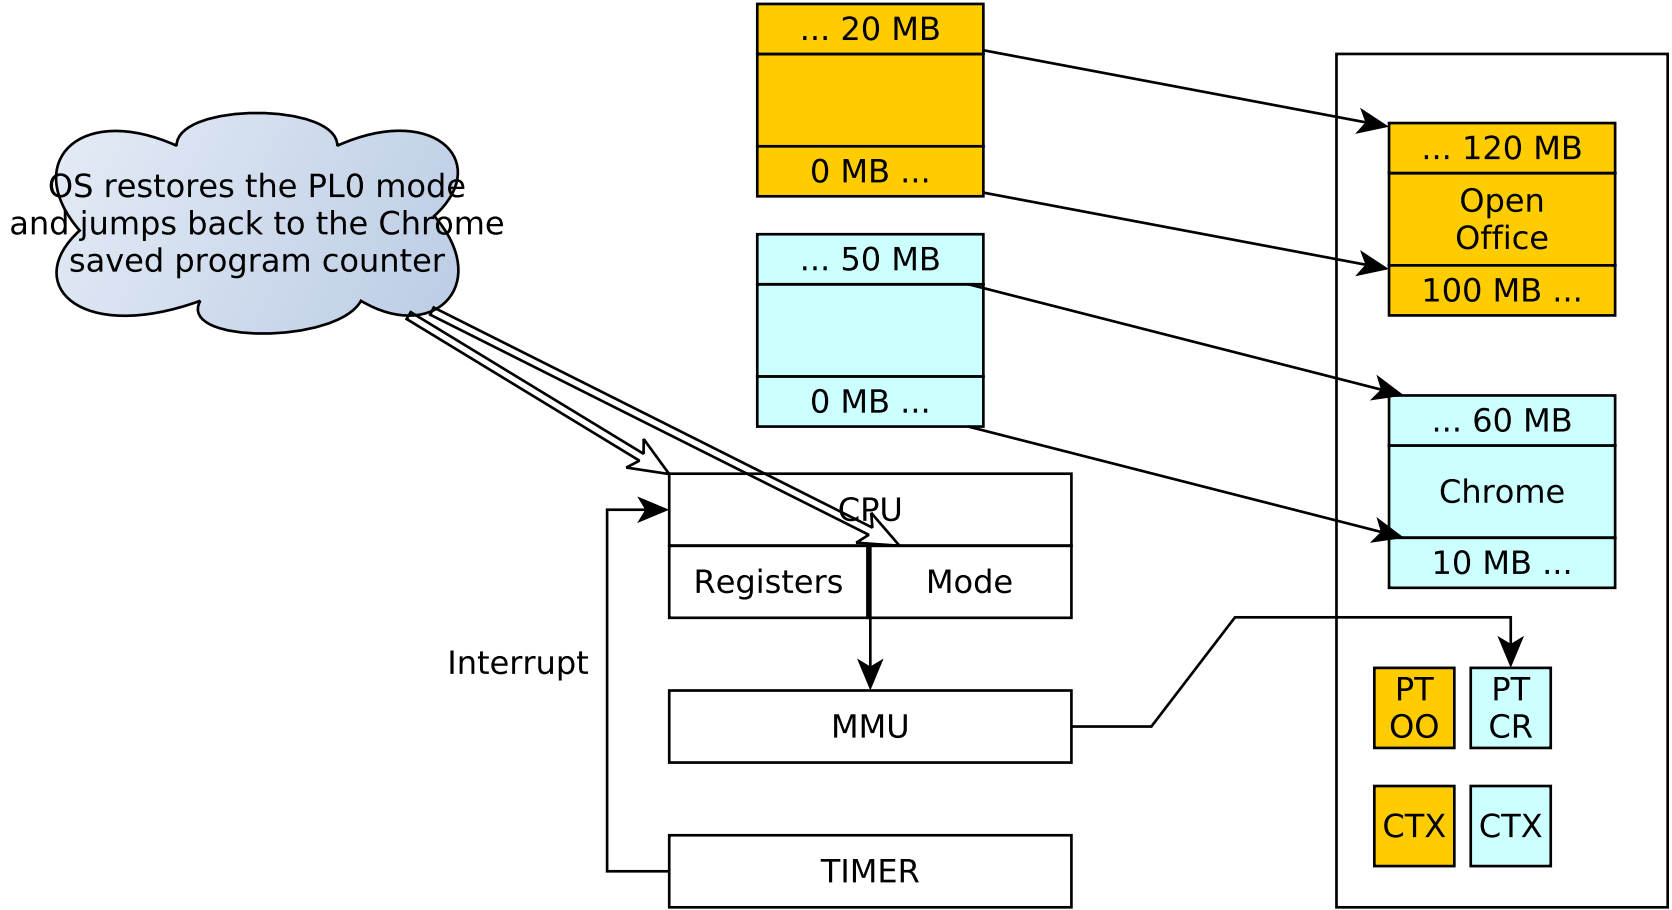 ... 20 MB
0 MB ...
... 120 MB
Open
Office
100 MB ...
OS restores the PL0 mode
and jumps back to the Chrome
saved program counter
... 50 MB
0 MB ...
... 60 MB
Chrome
10 MB ...
CPU
Registers
Mode
Interrupt
MMU
PT
OO
PT
CR
CTX
CTX
TIMER